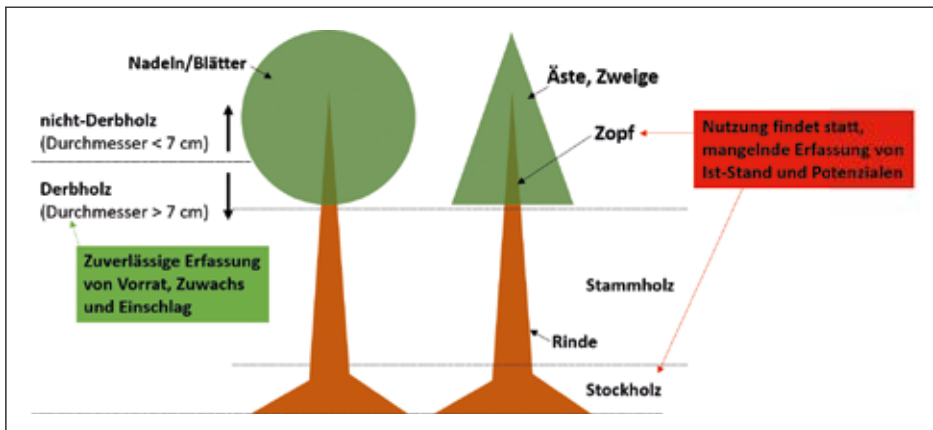 Nadeln/Blätter
nicht-Derbholz
(Durchmesser < 7 cm)
Derbholz
(Durchmesser > 7 cm)
Zuverlässige Erfassung
von Vorrat, Zuwachs
und Einschlag
Äste, Zweige
Zopf
Nutzung findet statt,
mangelnde Erfassung von
Ist-Stand und Potenzialen
Stammholz
Rinde
Stockholz